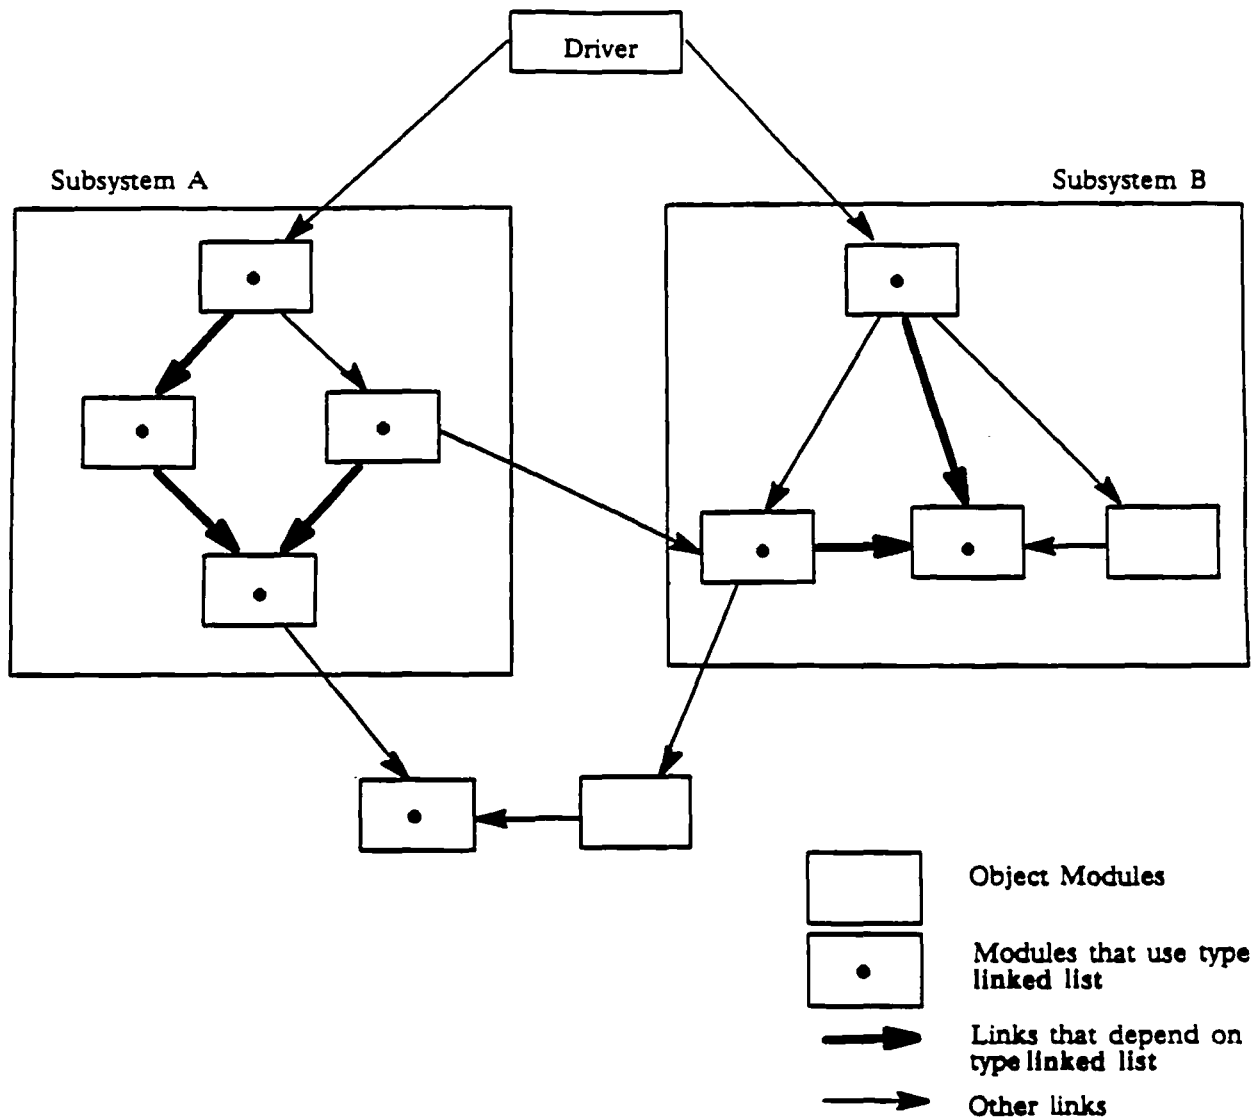 Driver
Subsystem A
Subsystem B
Object Modules
Modules that use type
linked list
Links that depend on
type linked list
Other links